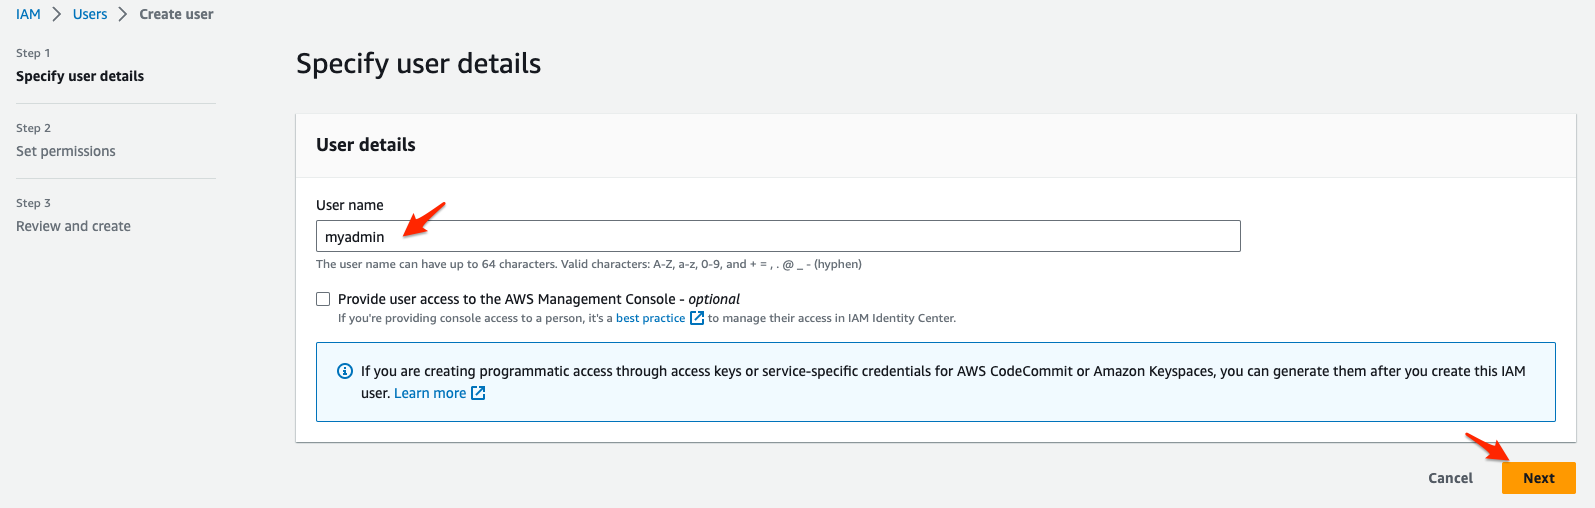 IAM > Users > Create user
Step 1
Specify user details
Step 2
Set permissions
Step 3
Review and create
Specify user details
User details
User name
myadmin
The user name can have up to 64 characters. Valid characters: A-Z, a-z, 0-9, and + = , . @ _ - (hyphen)
Provide user access to the AWS Management Console - optional
If you're providing console access to a person, it's a best practice to manage their access in IAM Identity Center.
If you are creating programmatic access through access keys or service-specific credentials for AWS CodeCommit or Amazon Keyspaces, you can generate them after you create this IAM
user. Learn more
Cancel
Next